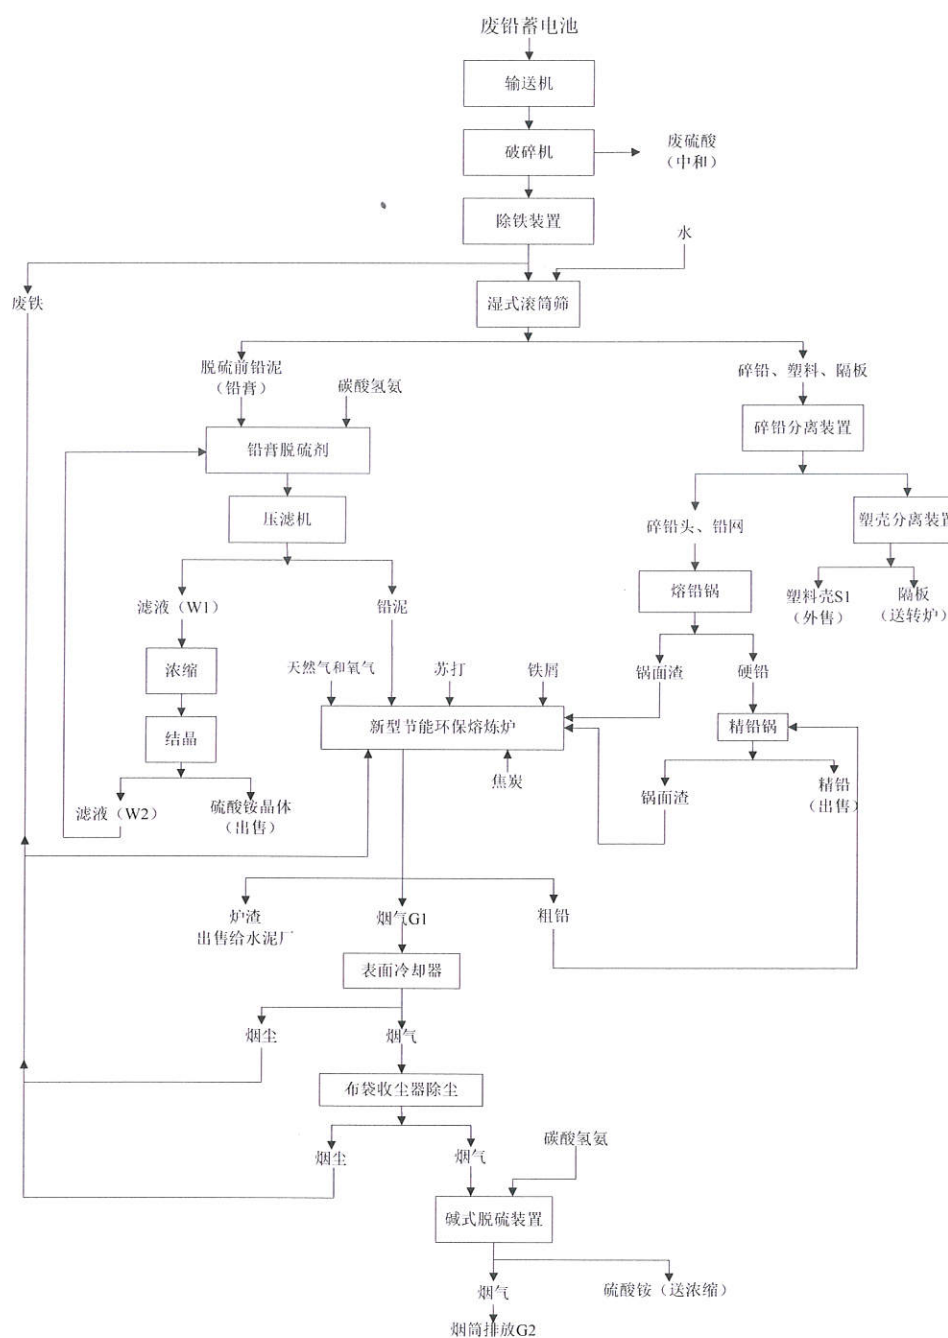 废铅蓄电池
输送机
破碎机
废硫酸
（中和）
除铁装置
水
废铁
湿式滚筒筛
脱硫前铅泥
（铅膏）
碳酸氢氨
碎铅、塑料、隔板
铅膏脱硫剂
碎铅分离装置
压滤机
碎铅头、铅网
塑壳分离装置
滤液（W1）
铅泥
熔铅锅
塑料壳S1
（外售）
隔板
（送转炉）
浓缩
天然气和氧气
苏打
铁屑
锅面渣
硬铅
结晶
新型节能环保熔炼炉
精铅锅
焦炭
滤液（W2）
硫酸铵晶体
（出售）
锅面渣
精铅
（出售）
炉渣
出售给水泥厂
烟气G1
粗铅
表面冷却器
烟尘
烟气
布袋收尘器除尘
烟尘
烟气
碳酸氢氨
碱式脱硫装置
烟气
硫酸铵（送浓缩）
烟筒排放G2